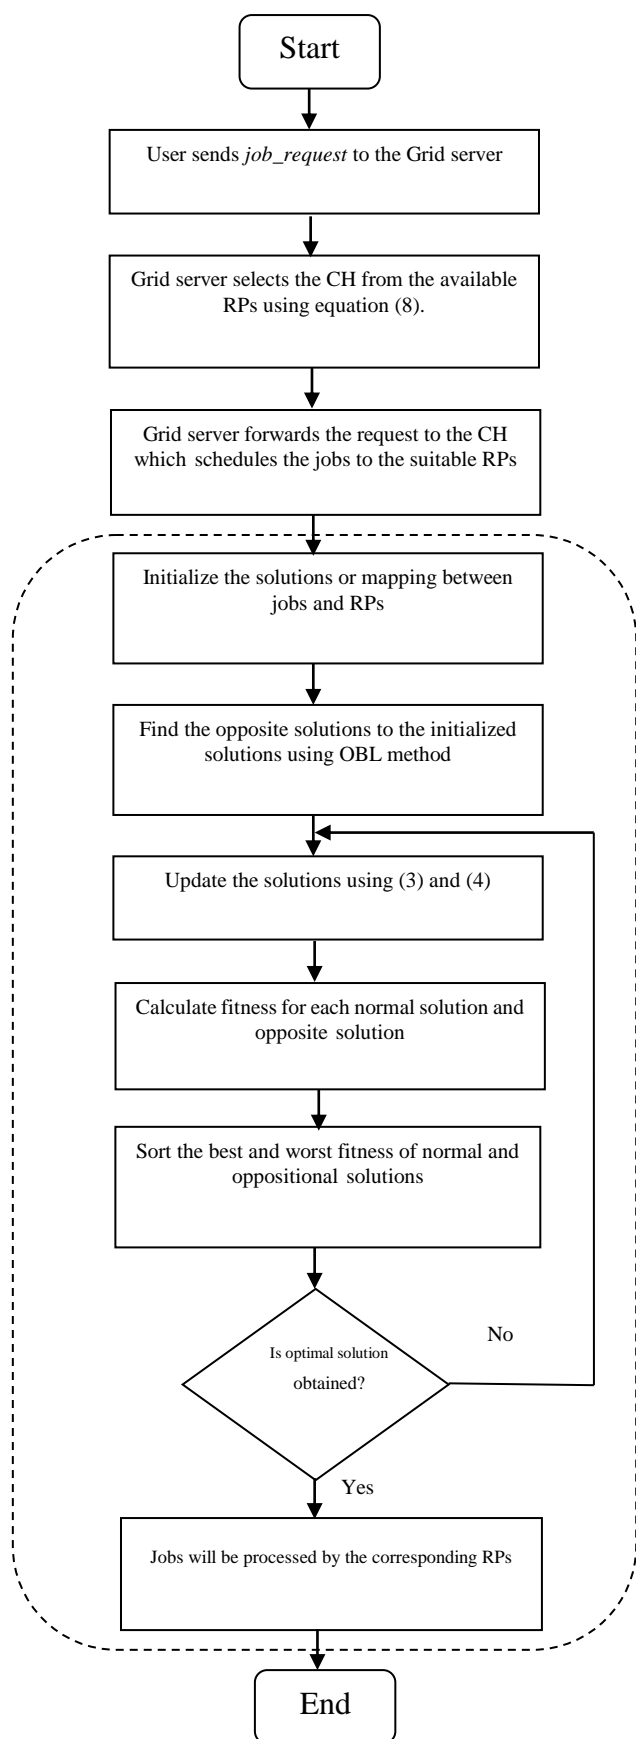 Start
User sends job_request to the Grid server
Grid server selects the CH from the available
RPs using equation (8).
Grid server forwards the request to the CH
which schedules the jobs to the suitable RPs
Initialize the solutions or mapping between
jobs and RPs
Find the opposite solutions to the initialized
solutions using OBL method
Update the solutions using (3) and (4)
Calculate fitness for each normal solution and
opposite solution
Sort the best and worst fitness of normal and
oppositional solutions
Is optimal solution
obtained?
No
Yes
Jobs will be processed by the corresponding RPs
End